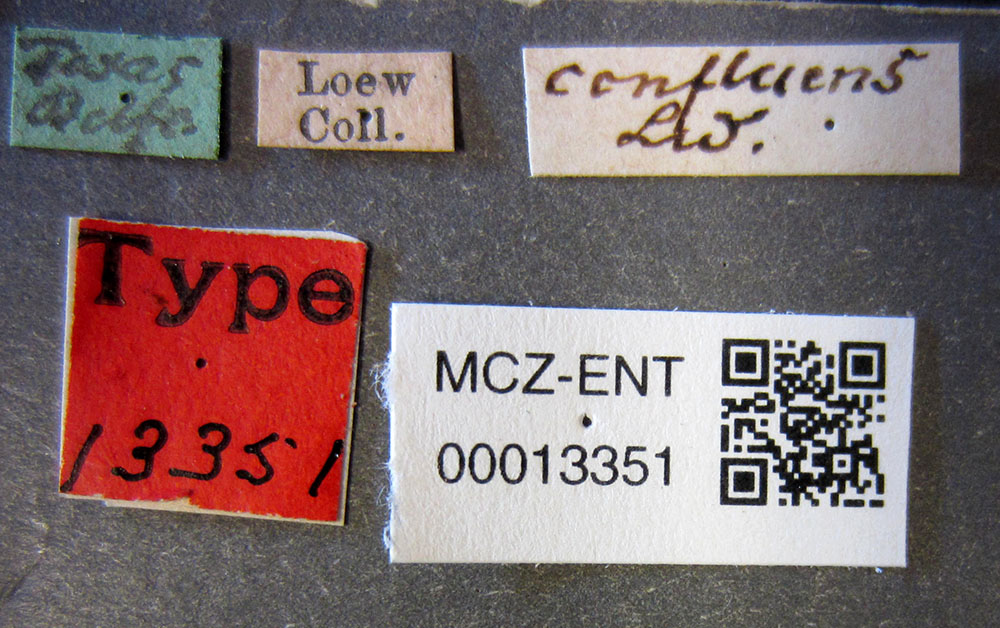 Texas
Loew
Coll.
confluens
Lw.
Type
13351
MCZ-ENT
00013351